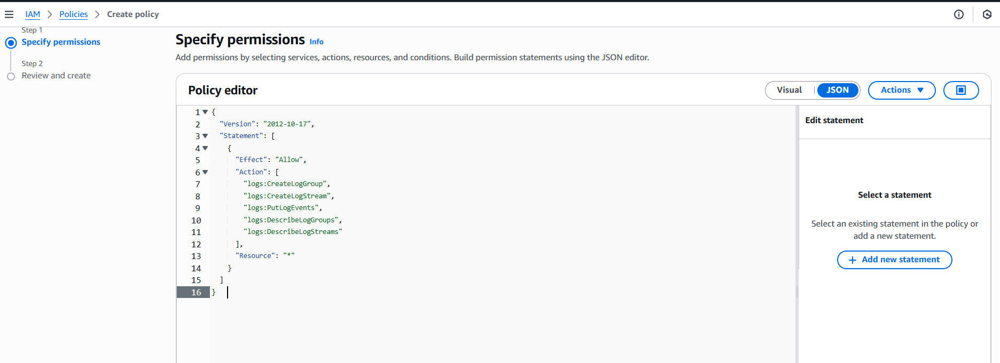 IAM > Policies > Create policy
Step 1
Specify permissions
Step 2
Review and create
Specify permissions Info
Add permissions by selecting services, actions, resources, and conditions. Build permission statements using the JSON editor.
Policy editor
Visual | JSON
Actions
1 {
2 "Version": "2012-10-17",
3 "Statement": [
4 {
5 "Effect": "Allow",
6 "Action": [
7 "logs:CreateLogGroup",
8 "logs:CreateLogStream",
9 "logs:PutLogEvents",
10 "logs:DescribeLogGroups",
11 "logs:DescribeLogStreams"
12 ],
13 "Resource": "*"
14 }
15 ]
16 }
Edit statement
Select a statement
Select an existing statement in the policy or
add a new statement.
+ Add new statement